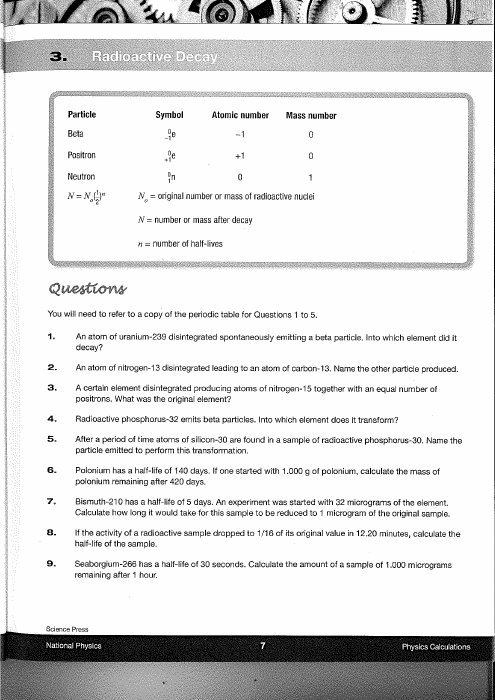 3. Radioactive Decay
Particle Symbol Atomic number Mass number
Beta ⁰₋₁e −1 0
Positron ⁰₊₁e +1 0
Neutron n 0 1
N = Nₒ(1/2)ⁿ Nₒ = original number or mass of radioactive nuclei
N = number or mass after decay
n = number of half-lives
Questions
You will need to refer to a copy of the periodic table for Questions 1 to 5.
1. An atom of uranium-239 disintegrated spontaneously emitting a beta particle. Into which element did it
decay?
2. An atom of nitrogen-13 disintegrated leading to an atom of carbon-13. Name the other particle produced.
3. A certain element disintegrated producing atoms of nitrogen-15 together with an equal number of
positrons. What was the original element?
4. Radioactive phosphorus-32 emits beta particles. Into which element does it transform?
5. After a period of time atoms of silicon-30 are found in a sample of radioactive phosphorus-30. Name the
particle emitted to perform this transformation.
6. Polonium has a half-life of 140 days. If one started with 1.000 g of polonium, calculate the mass of
polonium remaining after 420 days.
7. Bismuth-210 has a half-life of 5 days. An experiment was started with 32 micrograms of the element.
Calculate how long it would take for this sample to be reduced to 1 microgram of the original sample.
8. If the activity of a radioactive sample dropped to 1/16 of its original value in 12.20 minutes, calculate the
half-life of the sample.
9. Seaborgium-266 has a half-life of 30 seconds. Calculate the amount of a sample of 1.000 micrograms
remaining after 1 hour.
Science Press
National Physics 7 Physics Calculations